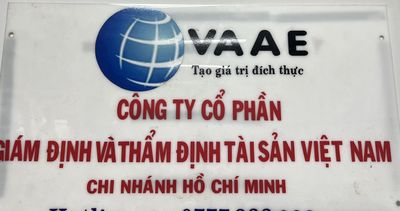 VAAE
Tạo giá trị đích thực
CÔNG TY CỔ PHẦN
GIÁM ĐỊNH VÀ THẨM ĐỊNH TÀI SẢN VIỆT NAM
CHI NHÁNH HỒ CHÍ MINH